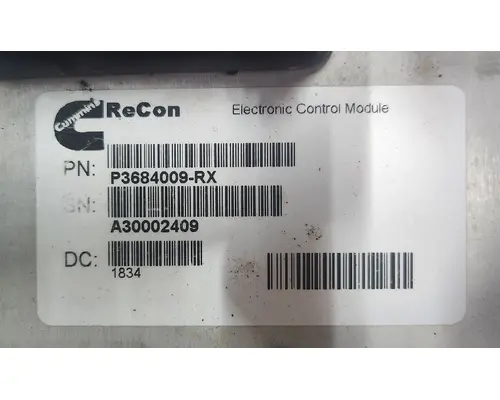 Cummins ReCon Electronic Control Module
PN:
P3684009-RX
SN:
A30002409
DC:
1834